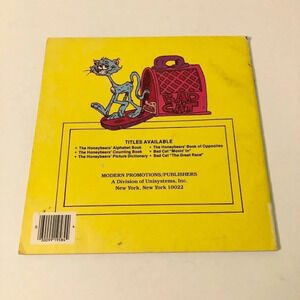 BAD CAT
TITLES AVAILABLE
• The Honeybears' Alphabet Book
• The Honeybears' Counting Book
• The Honeybears' Picture Dictionary
• The Honeybears' Book of Opposites
• Bad Cat "Movin' In"
• Bad Cat "The Great Race"
MODERN PROMOTIONS/PUBLISHERS
A Division of Unisystems, Inc.
New York, New York 10022